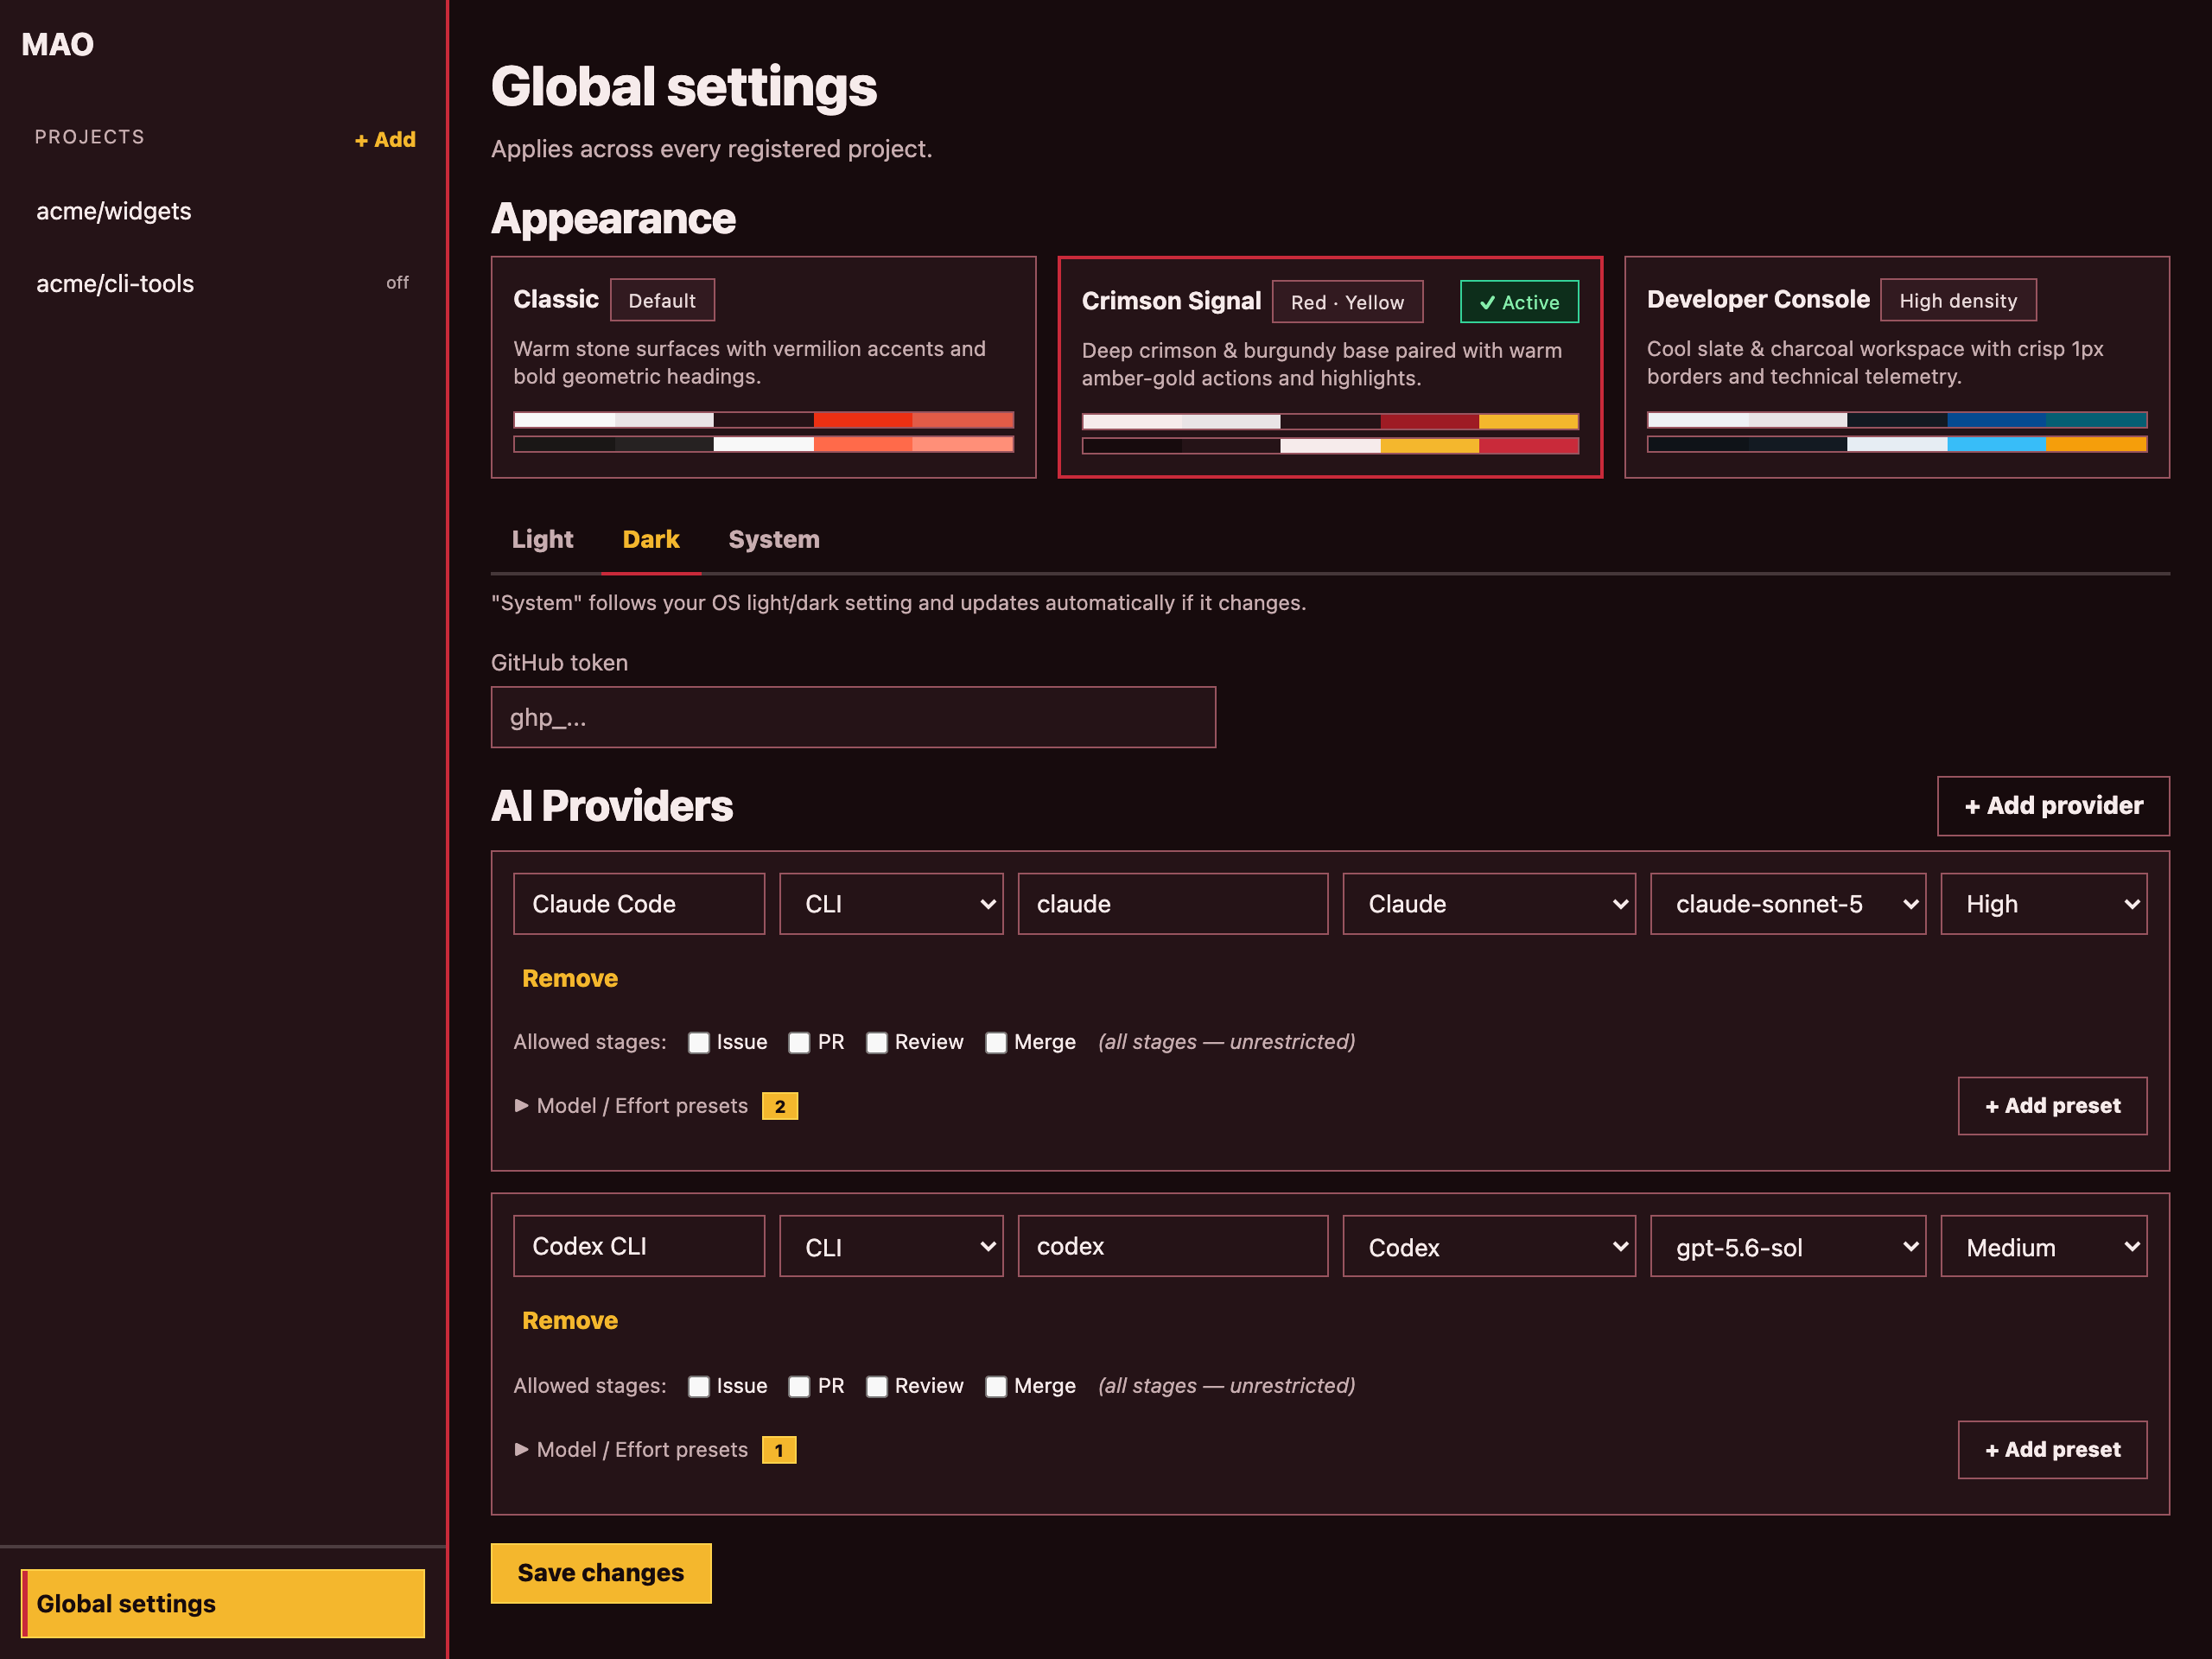 MAO
PROJECTS
+ Add
acme/widgets
acme/cli-tools
off
Global settings
Global settings
Applies across every registered project.
Appearance
Classic
Default
Warm stone surfaces with vermilion accents and
bold geometric headings.
Crimson Signal
Red · Yellow
✓ Active
Deep crimson & burgundy base paired with warm
amber-gold actions and highlights.
Developer Console
High density
Cool slate & charcoal workspace with crisp 1px
borders and technical telemetry.
Light
Dark
System
"System" follows your OS light/dark setting and updates automatically if it changes.
GitHub token
ghp_...
AI Providers
+ Add provider
Claude Code
CLI
claude
Claude
claude-sonnet-5
High
Remove
Allowed stages:
Issue
PR
Review
Merge
(all stages — unrestricted)
Model / Effort presets
2
+ Add preset
Codex CLI
CLI
codex
Codex
gpt-5.6-sol
Medium
Remove
Allowed stages:
Issue
PR
Review
Merge
(all stages — unrestricted)
Model / Effort presets
1
+ Add preset
Save changes